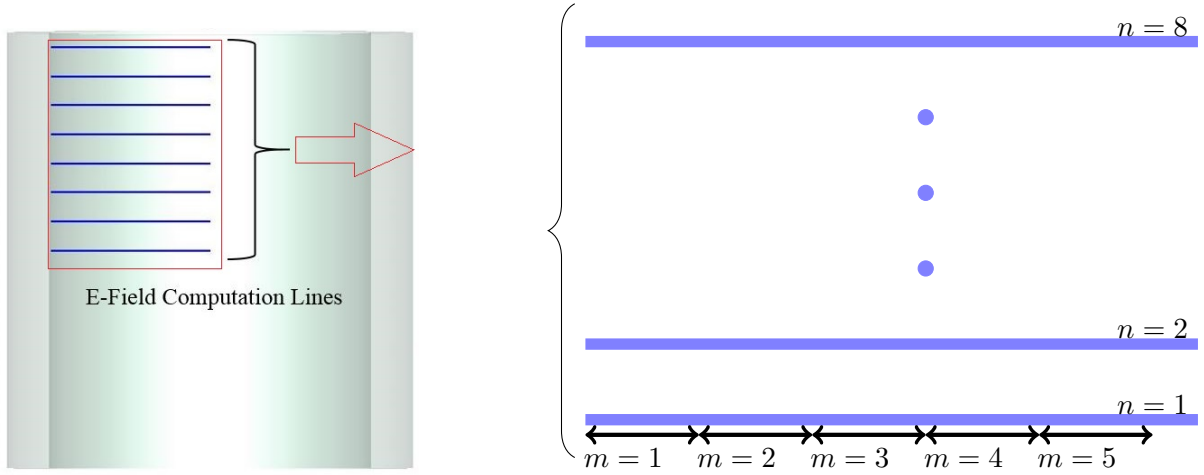 E-Field Computation Lines
n = 8
n = 2
n = 1
m = 1 m = 2 m = 3 m = 4 m = 5